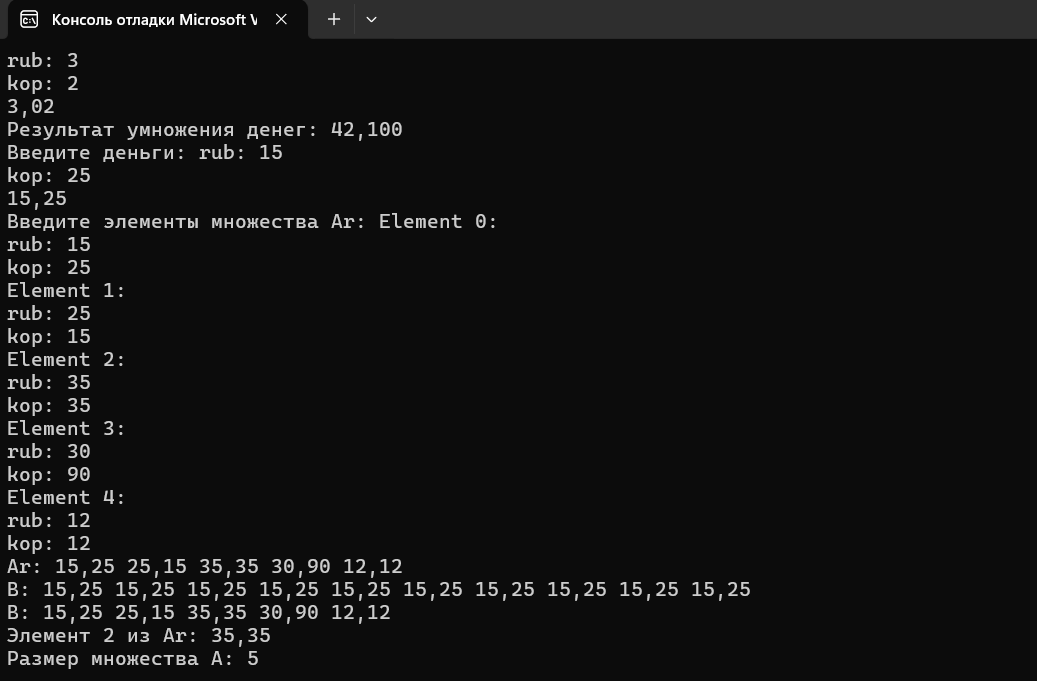 Консоль отладки Microsoft V
rub: 3
kop: 2
3,02
Результат умножения денег: 42,100
Введите деньги: rub: 15
kop: 25
15,25
Введите элементы множества Ar: Element 0:
rub: 15
kop: 25
Element 1:
rub: 25
kop: 15
Element 2:
rub: 35
kop: 35
Element 3:
rub: 30
kop: 90
Element 4:
rub: 12
kop: 12
Ar: 15,25 25,15 35,35 30,90 12,12
B: 15,25 15,25 15,25 15,25 15,25 15,25 15,25 15,25 15,25 15,25
B: 15,25 25,15 35,35 30,90 12,12
Элемент 2 из Ar: 35,35
Размер множества A: 5